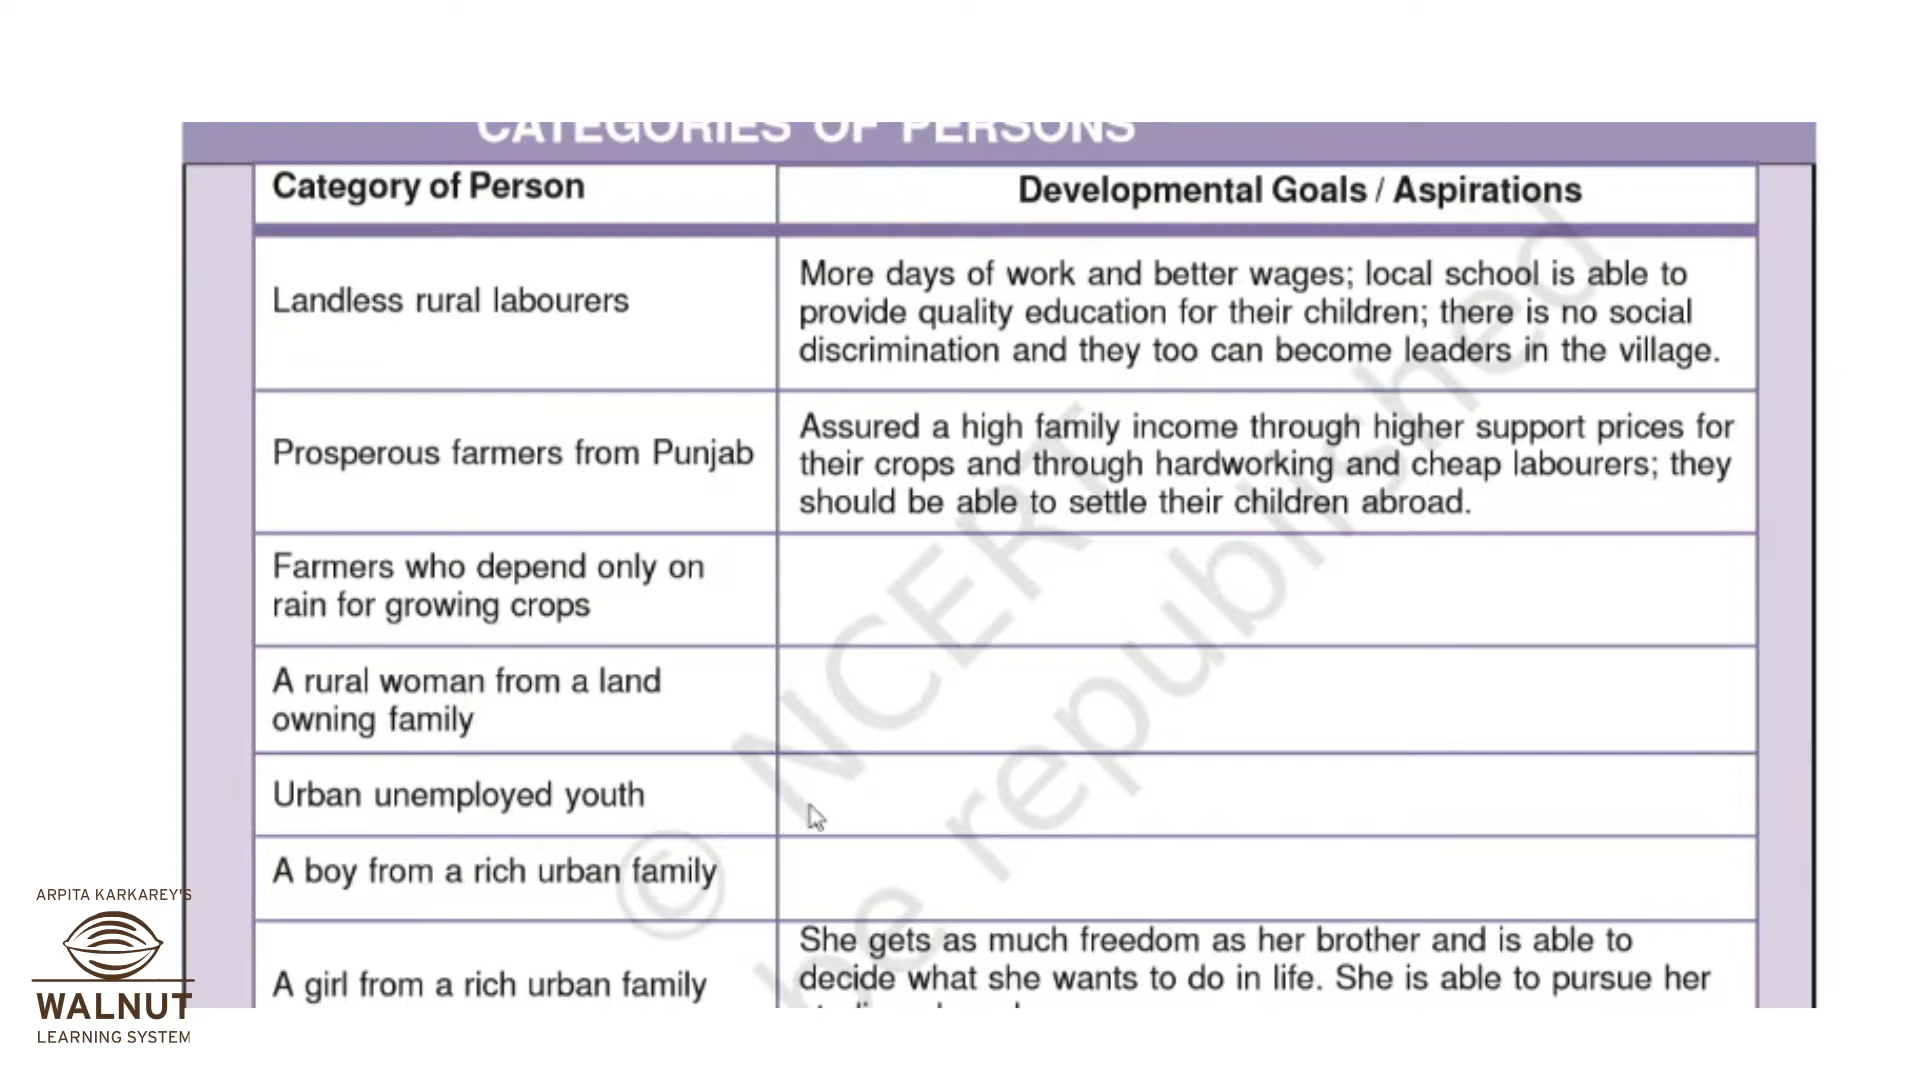 CATEGORIES OF PERSONS
Category of Person
Developmental Goals / Aspirations
Landless rural labourers
More days of work and better wages; local school is able to
provide quality education for their children; there is no social
discrimination and they too can become leaders in the village.
Prosperous farmers from Punjab
Assured a high family income through higher support prices for
their crops and through hardworking and cheap labourers; they
should be able to settle their children abroad.
Farmers who depend only on
rain for growing crops
A rural woman from a land
owning family
Urban unemployed youth
A boy from a rich urban family
A girl from a rich urban family
She gets as much freedom as her brother and is able to
decide what she wants to do in life. She is able to pursue her
© NCERT
be republished
ARPITA KARKAREY'S
WALNUT
LEARNING SYSTEM